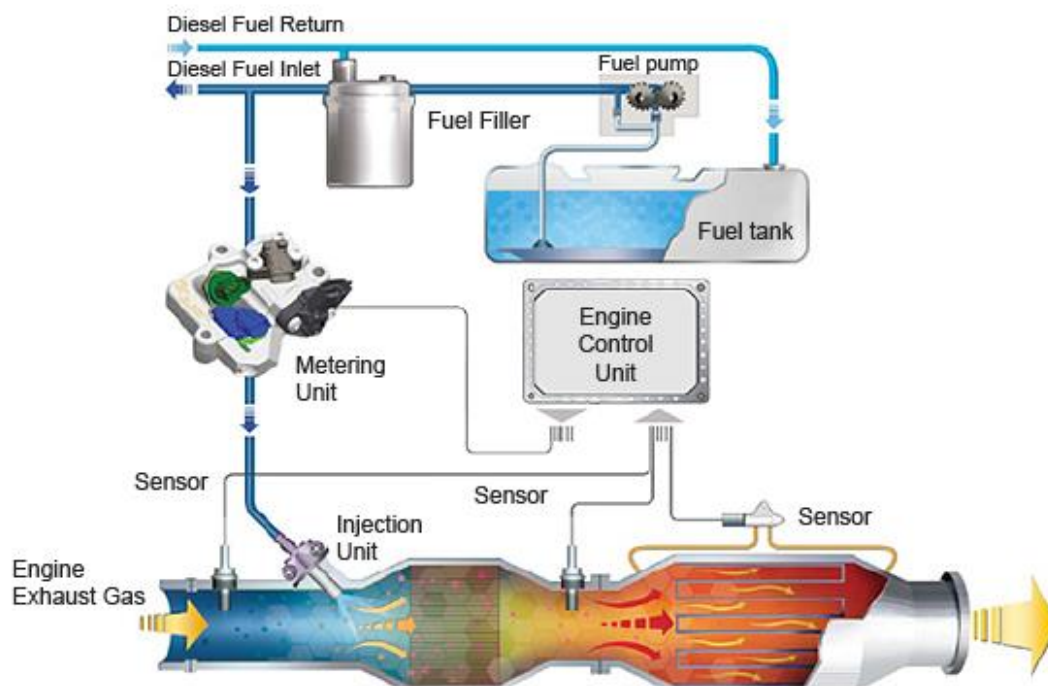 Diesel Fuel Return
Diesel Fuel Inlet
Fuel pump
Fuel Filler
Fuel tank
Engine
Control
Unit
Metering
Unit
Sensor
Sensor
Injection
Unit
Sensor
Engine
Exhaust Gas